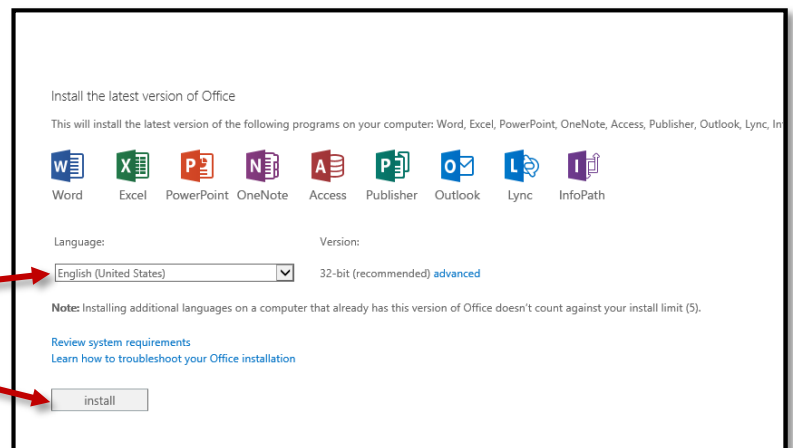 Install the latest version of Office
This will install the latest version of the following programs on your computer: Word, Excel, PowerPoint, OneNote, Access, Publisher, Outlook, Lync, In
W X P N A P O L I
Word Excel PowerPoint OneNote Access Publisher Outlook Lync InfoPath
Language: Version:
English (United States) 32-bit (recommended) advanced
Note: Installing additional languages on a computer that already has this version of Office doesn't count against your install limit (5).
Review system requirements
Learn how to troubleshoot your Office installation
install